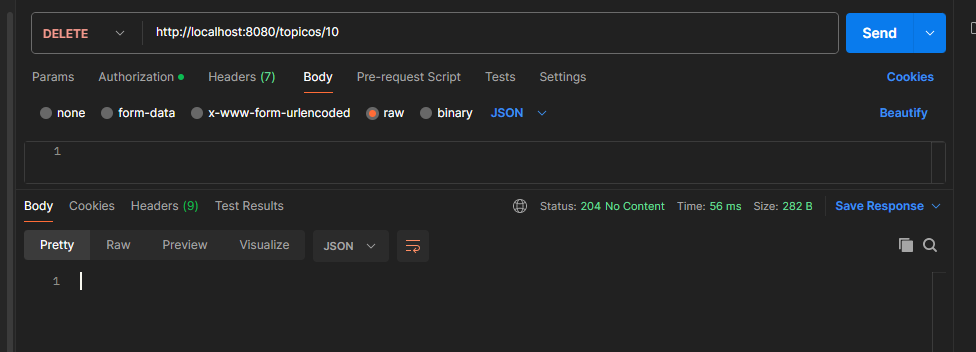 DELETE http://localhost:8080/topicos/10 Send
Params Authorization Headers (7) Body Pre-request Script Tests Settings Cookies
none form-data x-www-form-urlencoded raw binary JSON Beautify
1
Body Cookies Headers (9) Test Results Status: 204 No Content Time: 56 ms Size: 282 B Save Response
Pretty Raw Preview Visualize JSON
1